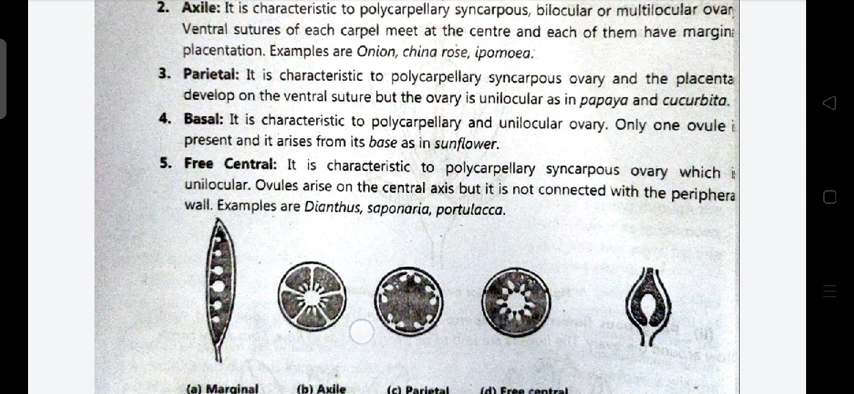 2. Axile: It is characteristic to polycarpellary syncarpous, bilocular or multilocular ovar
Ventral sutures of each carpel meet at the centre and each of them have margin
placentation. Examples are Onion, china rose, ipomoea.
3. Parietal: It is characteristic to polycarpellary syncarpous ovary and the placenta
develop on the ventral suture but the ovary is unilocular as in papaya and cucurbita.
4. Basal: It is characteristic to polycarpellary and unilocular ovary. Only one ovule i
present and it arises from its base as in sunflower.
5. Free Central: It is characteristic to polycarpellary syncarpous ovary which i
unilocular. Ovules arise on the central axis but it is not connected with the periphera
wall. Examples are Dianthus, saponaria, portulacca.
(a) Marginal (b) Axile (c) Parietal (d) Free central